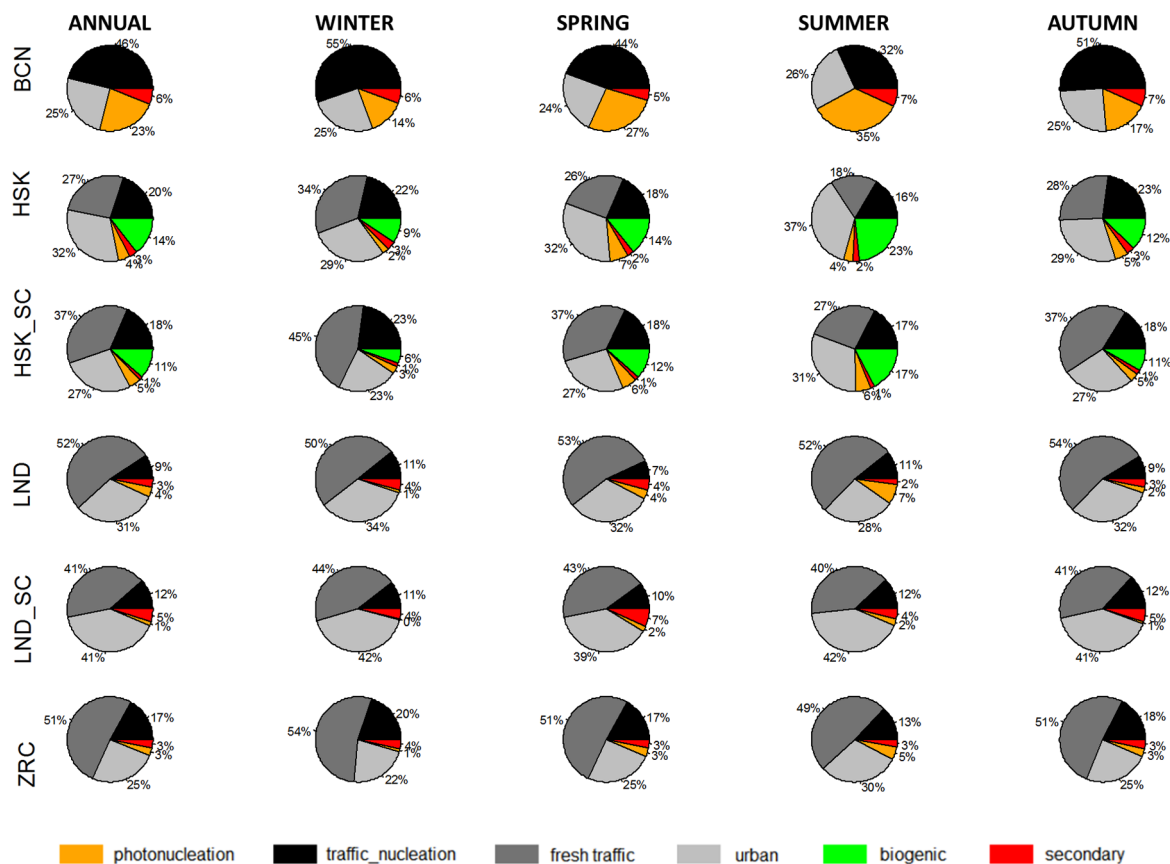 ANNUAL WINTER SPRING SUMMER AUTUMN
BCN
46% 25% 23% 6%
55% 25% 14% 6%
44% 24% 27% 5%
32% 26% 35% 7%
51% 25% 17% 7%
HSK
20% 27% 32% 4% 3% 14%
22% 34% 29% 2% 3% 9%
18% 26% 32% 7% 2% 14%
16% 18% 37% 4% 2% 23%
23% 28% 29% 5% 3% 12%
HSK_SC
18% 37% 27% 5% 1% 11%
23% 45% 23% 3% 1% 6%
18% 37% 27% 6% 1% 12%
17% 27% 31% 6% 1% 17%
18% 37% 27% 5% 1% 11%
LND
9% 52% 31% 4% 3%
11% 50% 34% 1% 4%
7% 53% 32% 4% 4%
11% 52% 28% 7% 2%
9% 54% 32% 2% 3%
LND_SC
12% 41% 41% 1% 5%
11% 44% 42% 0% 4%
10% 43% 39% 2% 7%
12% 40% 42% 2% 4%
12% 41% 41% 1% 5%
ZRC
17% 51% 25% 3% 3%
20% 54% 22% 1% 4%
17% 51% 25% 3% 3%
13% 49% 30% 5% 3%
18% 51% 25% 3% 3%
photonucleation traffic_nucleation fresh traffic urban biogenic secondary